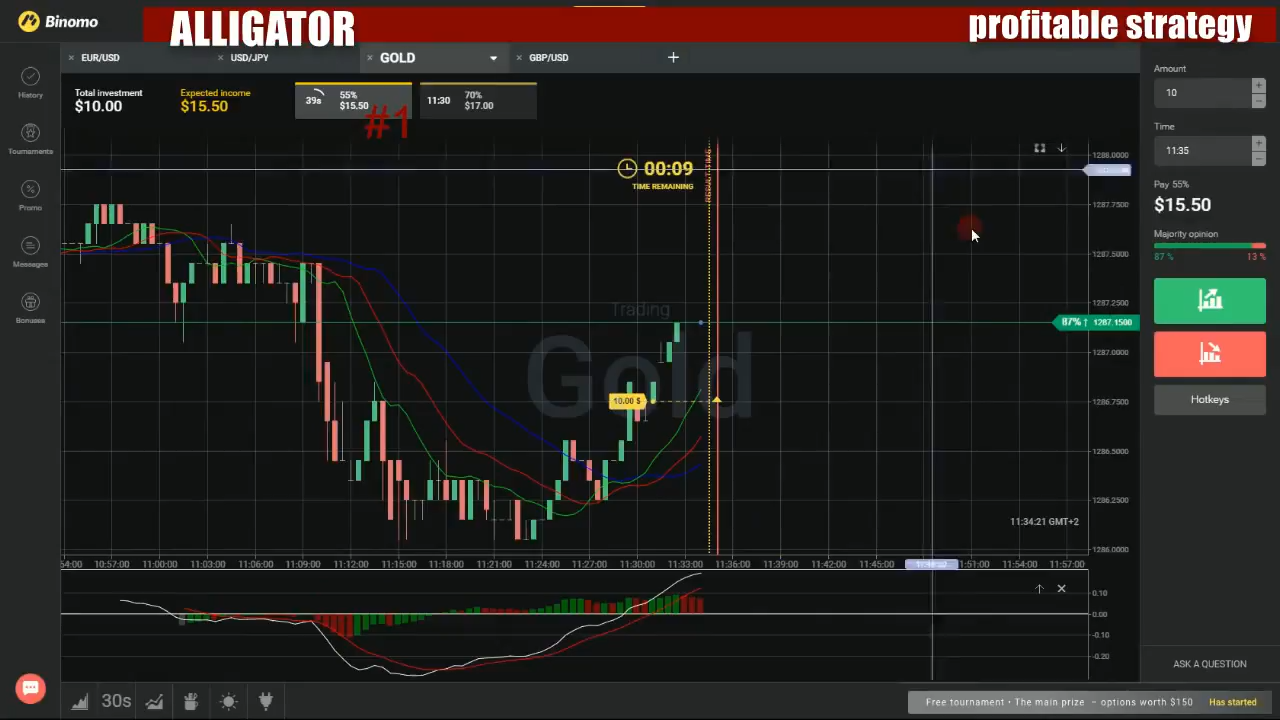 ALLIGATOR
profitable strategy
Binomo
EUR/USD
USD/JPY
GOLD
GBP/USD
History
Tournaments
Promo
Messages
Bonuses
Total investment
$10.00
Expected income
$15.50
39s
55%
$15.50
11:30
70%
$17.00
#1
00:09
TIME REMAINING
Trading
Gold
10.00 $
1288.0000
1287.7500
1287.5000
1287.2500
87% ↑ 1287.1500
1287.0000
1286.7500
1286.5000
1286.2500
1286.0000
11:34:21 GMT+2
:54:00 10:57:00 11:00:00 11:03:00 11:06:00 11:09:00 11:12:00 11:15:00 11:18:00 11:21:00 11:24:00 11:27:00 11:30:00 11:33:00 11:36:00 11:39:00 11:42:00 11:45:00 11:51:00 11:54:00 11:57:00
0.10
0.00
-0.10
-0.20
Amount
10
Time
11:35
Pay 55%
$15.50
Majority opinion
87 %
13 %
Hotkeys
ASK A QUESTION
30s
Free tournament • The main prize – options worth $150 Has started